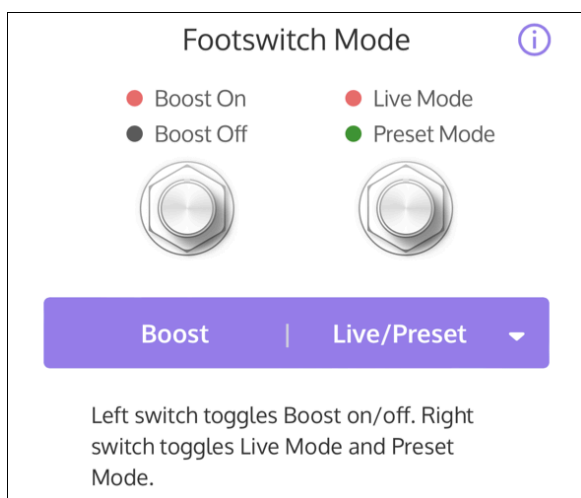 Footswitch Mode
Boost On
Live Mode
Boost Off
Preset Mode
Boost | Live/Preset
Left switch toggles Boost on/off. Right
switch toggles Live Mode and Preset
Mode.